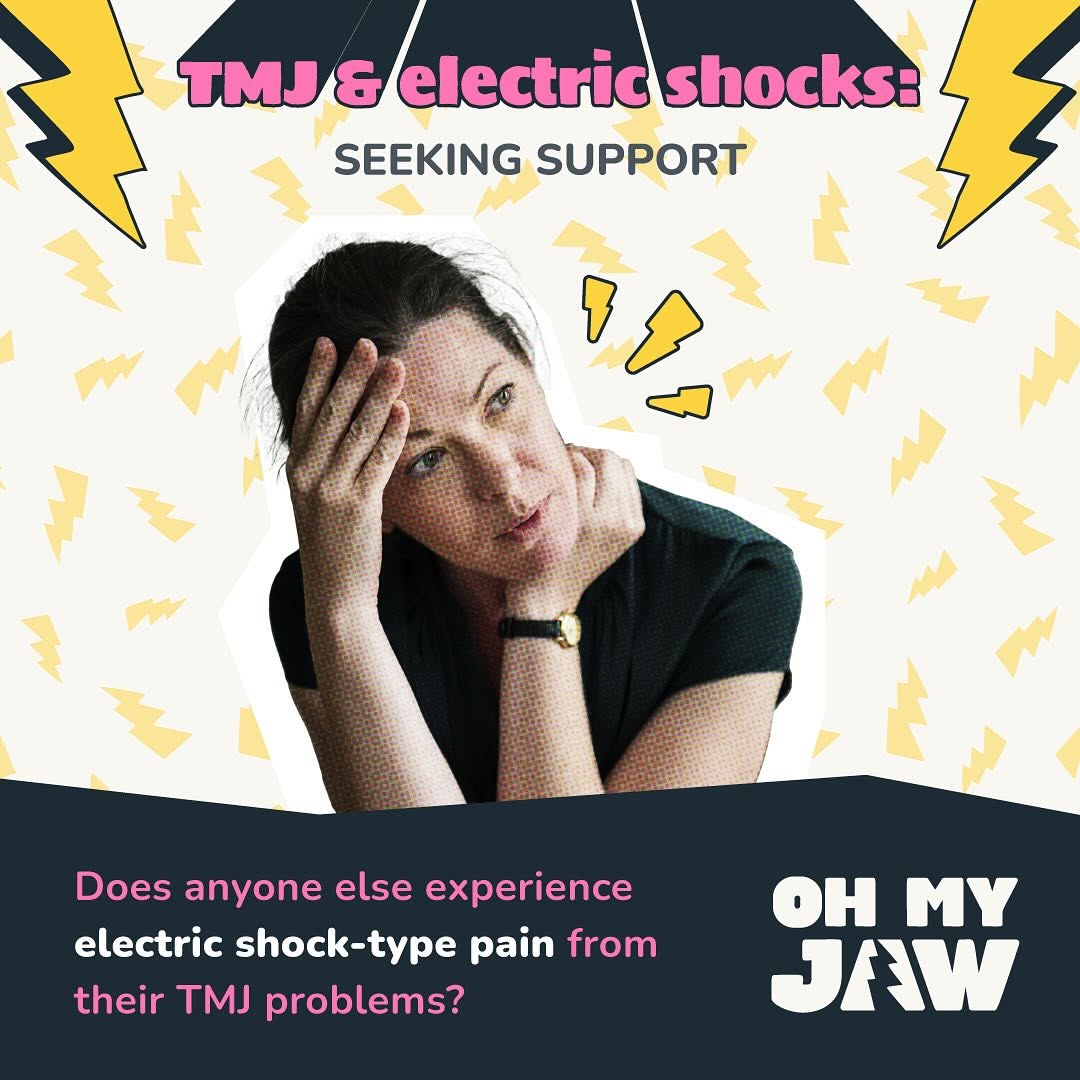 TMJ & electric shocks:
SEEKING SUPPORT
Does anyone else experience
electric shock-type pain from
their TMJ problems?
OH MY
JAW